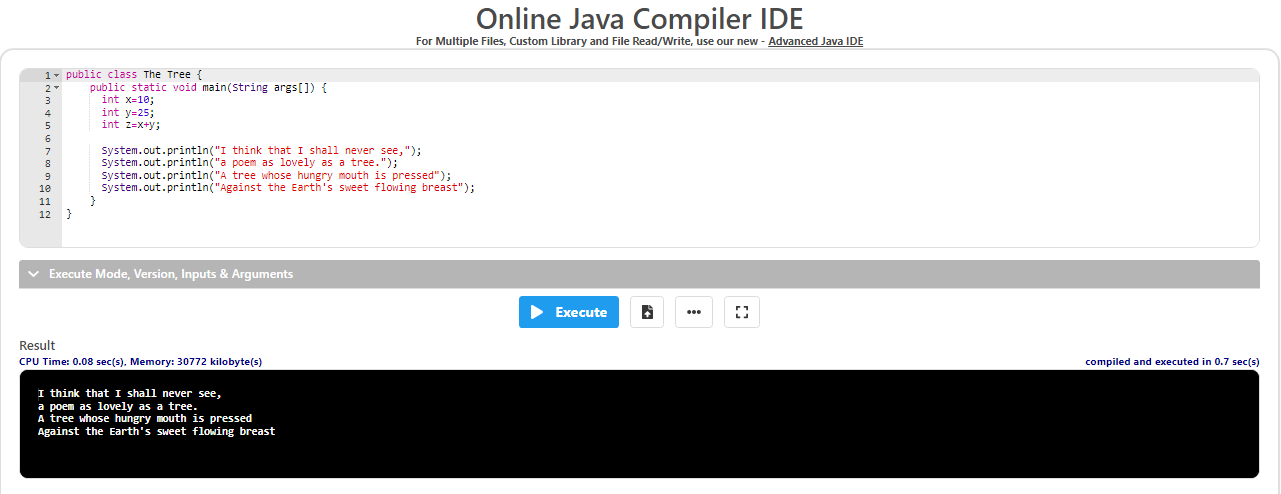 Online Java Compiler IDE
For Multiple Files, Custom Library and File Read/Write, use our new - Advanced Java IDE
1 public class The Tree {
2 public static void main(String args[]) {
3 int x=10;
4 int y=25;
5 int z=x+y;
6
7 System.out.println("I think that I shall never see,");
8 System.out.println("a poem as lovely as a tree.");
9 System.out.println("A tree whose hungry mouth is pressed");
10 System.out.println("Against the Earth's sweet flowing breast");
11 }
12 }
Execute Mode, Version, Inputs & Arguments
Execute
Result
CPU Time: 0.08 sec(s), Memory: 30772 kilobyte(s) compiled and executed in 0.7 sec(s)
I think that I shall never see,
a poem as lovely as a tree.
A tree whose hungry mouth is pressed
Against the Earth's sweet flowing breast